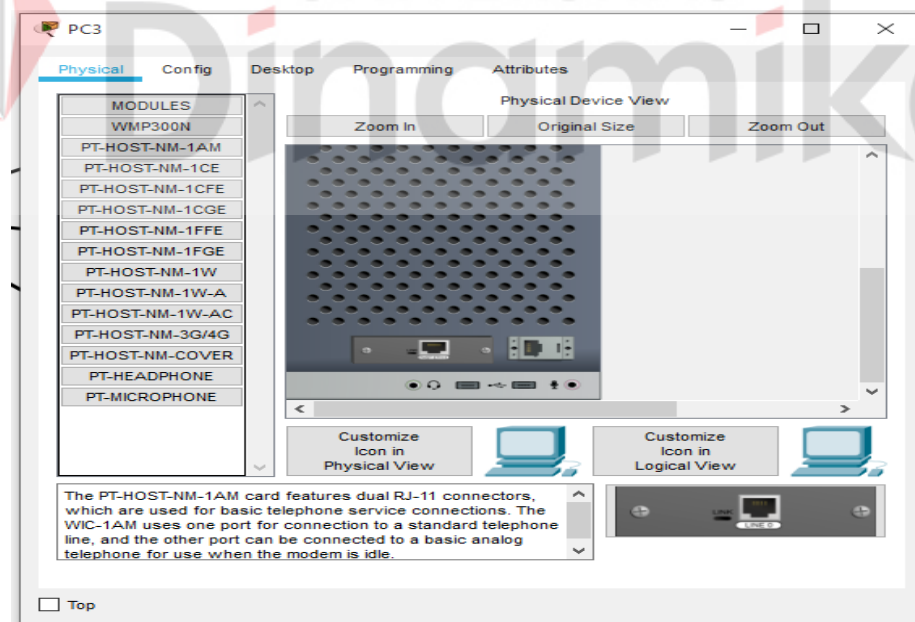 PC3
Dinamik
Physical Config Desktop Programming Attributes
MODULES
WMP300N
PT-HOST-NM-1AM
PT-HOST-NM-1CE
PT-HOST-NM-1CFE
PT-HOST-NM-1CGE
PT-HOST-NM-1FFE
PT-HOST-NM-1FGE
PT-HOST-NM-1W
PT-HOST-NM-1W-A
PT-HOST-NM-1W-AC
PT-HOST-NM-3G/4G
PT-HOST-NM-COVER
PT-HEADPHONE
PT-MICROPHONE
Physical Device View
Zoom In Original Size Zoom Out
Customize
Icon in
Physical View
Customize
Icon in
Logical View
The PT-HOST-NM-1AM card features dual RJ-11 connectors,
which are used for basic telephone service connections. The
WIC-1AM uses one port for connection to a standard telephone
line, and the other port can be connected to a basic analog
telephone for use when the modem is idle.
LINK
LINE 0
Top